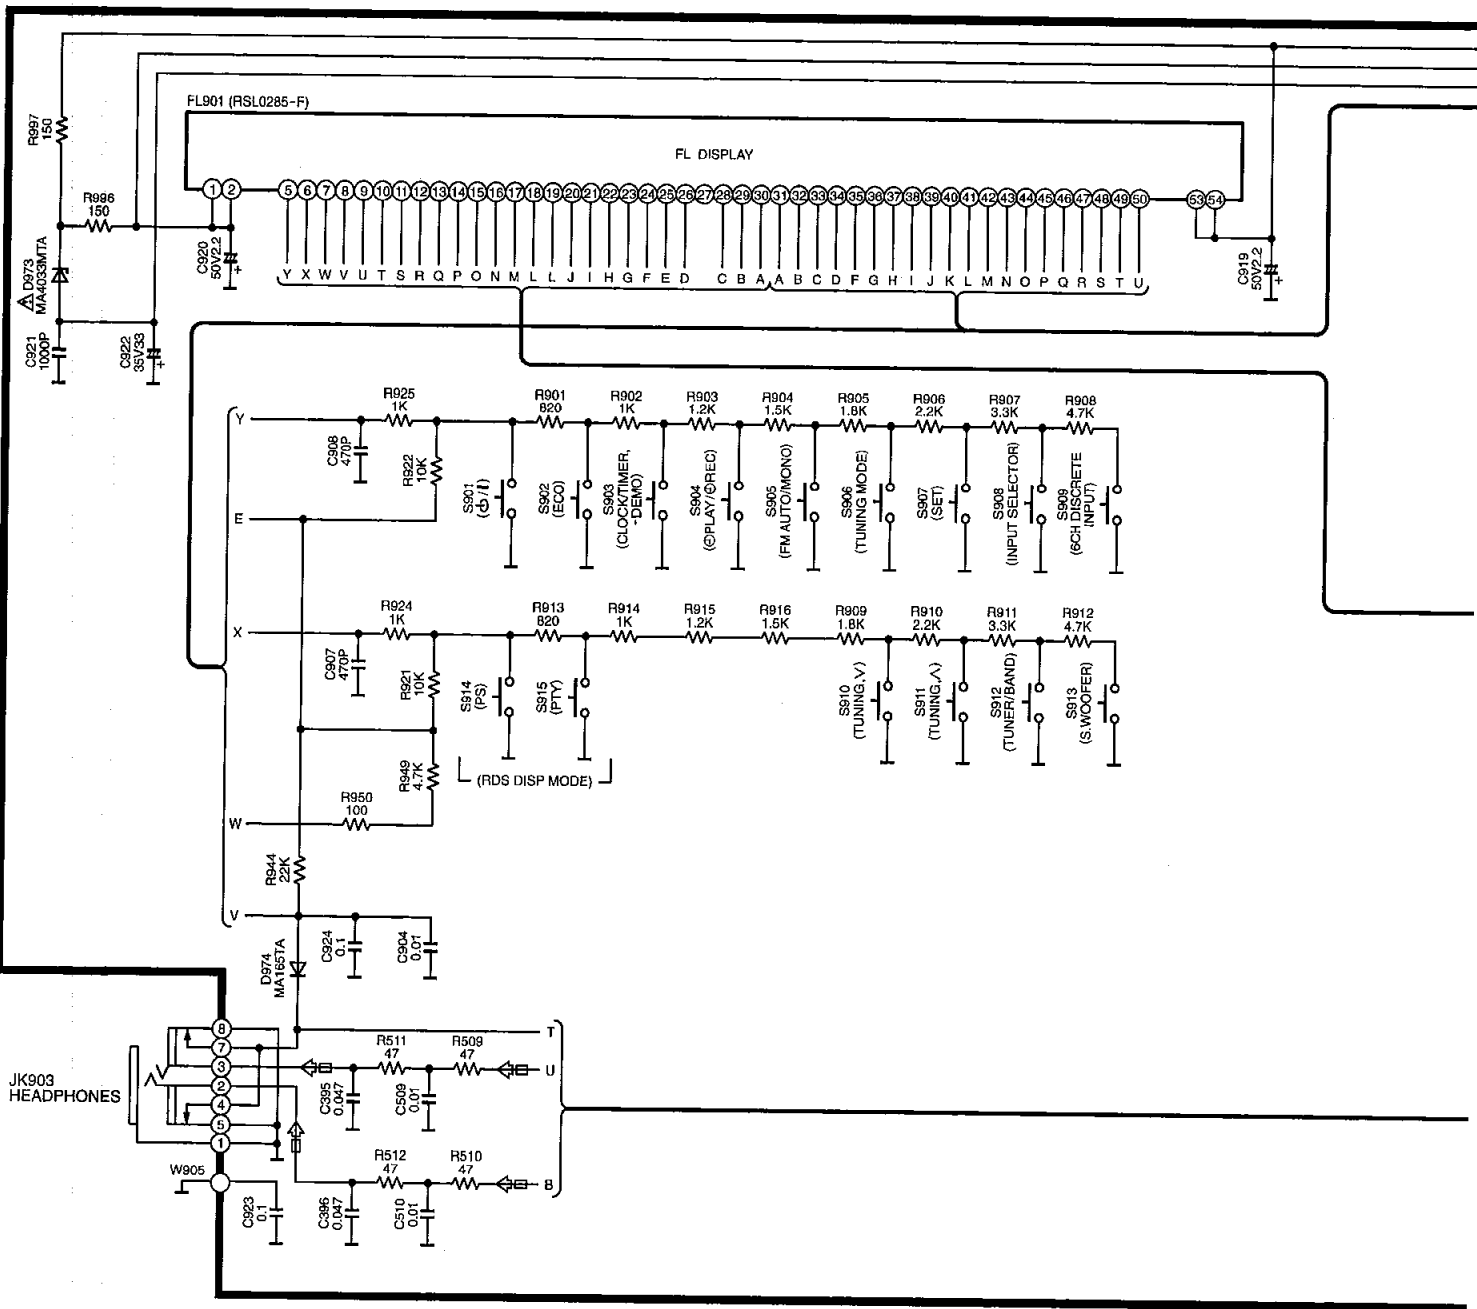 FL901 (RSL0285-F)
FL DISPLAY
R997
150
1 2 5 6 7 8 9 10 11 12 13 14 15 16 17 18 19 20 21 22 23 24 25 26 27 28 29 30 31 32 33 34 35 36 37 38 39 40 41 42 43 44 45 46 47 48 49 50 53 54
R996
150
C920
50V2.2
+
Y X W V U T S R Q P O N M L L J I H G F E D C B A A B C D F G H I J K L M N O P Q R S T U
C919
50V2.2
+
D973
MA4033MTA
C921
1000P
C922
35V33
+
Y
R925
1K
R901
820
R902
1K
R903
1.2K
R904
1.5K
R905
1.8K
R906
2.2K
R907
3.3K
R908
4.7K
C908
470P
R922
10K
S901
(⏻/I)
S902
(ECO)
S903
(CLOCK/TIMER,
-DEMO)
S904
(⊙PLAY/⊙REC)
S905
(FM AUTO/MONO)
S906
(TUNING MODE)
S907
(SET)
S908
(INPUT SELECTOR)
S909
(6CH DISCRETE
INPUT)
E
X
R924
1K
R913
820
R914
1K
R915
1.2K
R916
1.5K
R909
1.8K
R910
2.2K
R911
3.3K
R912
4.7K
C907
470P
R921
10K
S914
(PS)
S915
(PTY)
S910
(TUNING,∨)
S911
(TUNING,∧)
S912
(TUNER/BAND)
S913
(S.WOOFER)
(RDS DISP MODE)
R949
4.7K
W
R950
100
R944
22K
V
C924
0.1
C904
0.01
D974
MA165TA
JK903
HEADPHONES
8
7
3
2
4
5
1
T
R511
47
R509
47
U
C395
0.047
C509
0.01
R512
47
R510
47
B
W905
C923
0.1
C396
0.047
C510
0.01